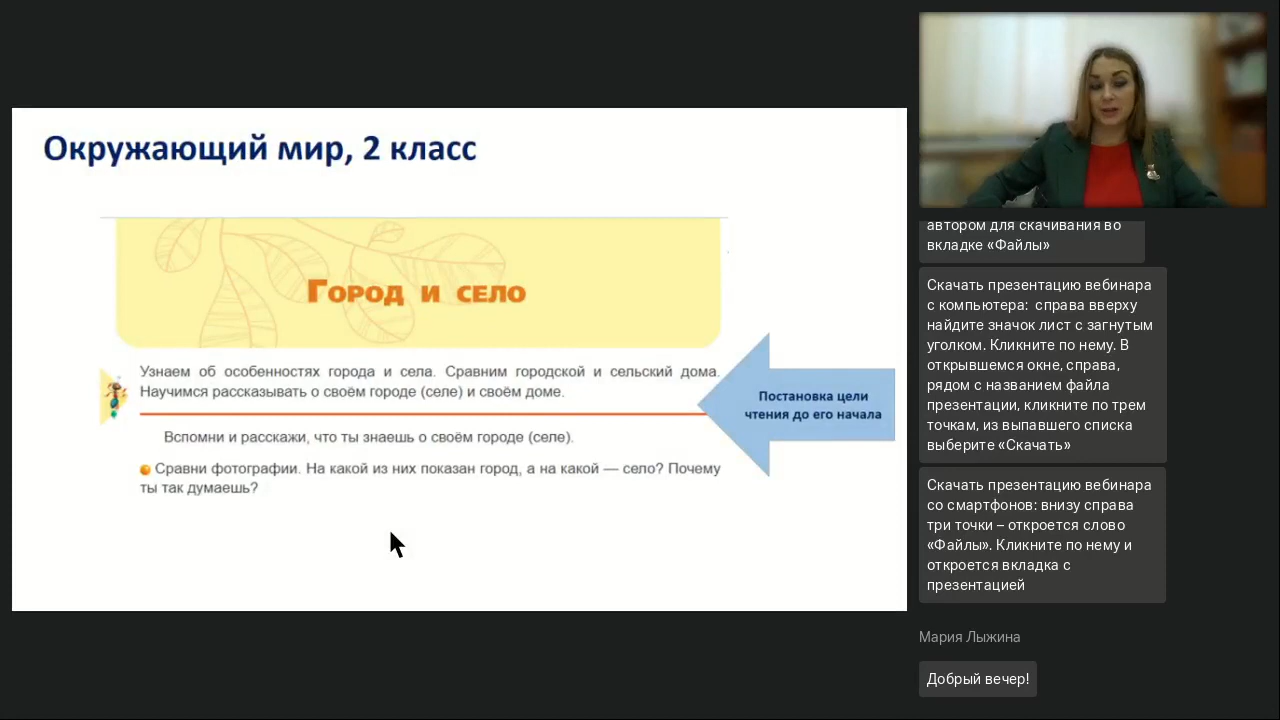 Окружающий мир, 2 класс
Город и село
Узнаем об особенностях города и села. Сравним городской и сельский дома.
Научимся рассказывать о своём городе (селе) и своём доме.
Вспомни и расскажи, что ты знаешь о своём городе (селе).
Сравни фотографии. На какой из них показан город, а на какой — село? Почему
ты так думаешь?
Постановка цели
чтения до его начала
автором для скачивания во
вкладке «Файлы»
Скачать презентацию вебинара
с компьютера: справа вверху
найдите значок лист с загнутым
уголком. Кликните по нему. В
открывшемся окне, справа,
рядом с названием файла
презентации, кликните по трем
точкам, из выпавшего списка
выберите «Скачать»
Скачать презентацию вебинара
со смартфонов: внизу справа
три точки – откроется слово
«Файлы». Кликните по нему и
откроется вкладка с
презентацией
Мария Лыжина
Добрый вечер!